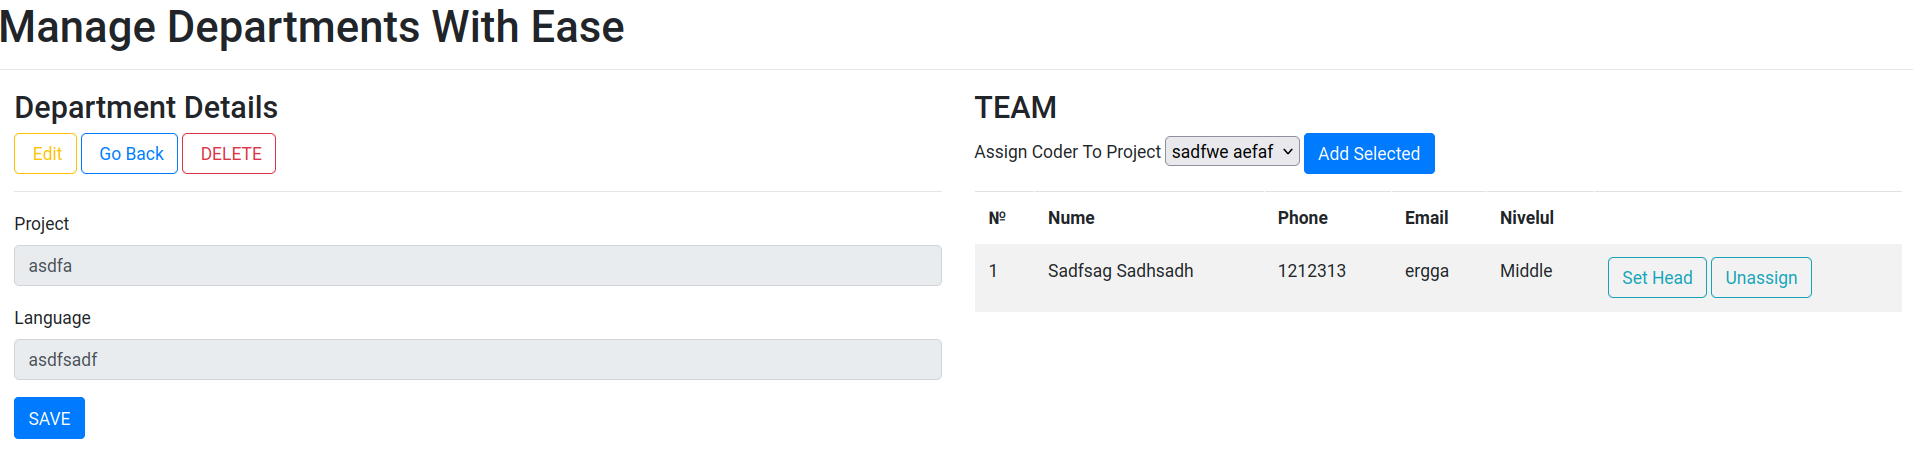 Manage Departments With Ease
Department Details
Edit Go Back DELETE
Project
asdfa
Language
asdfsadf
SAVE
TEAM
Assign Coder To Project sadfwe aefaf Add Selected
№ Nume Phone Email Nivelul
1 Sadfsag Sadhsadh 1212313 ergga Middle Set Head Unassign